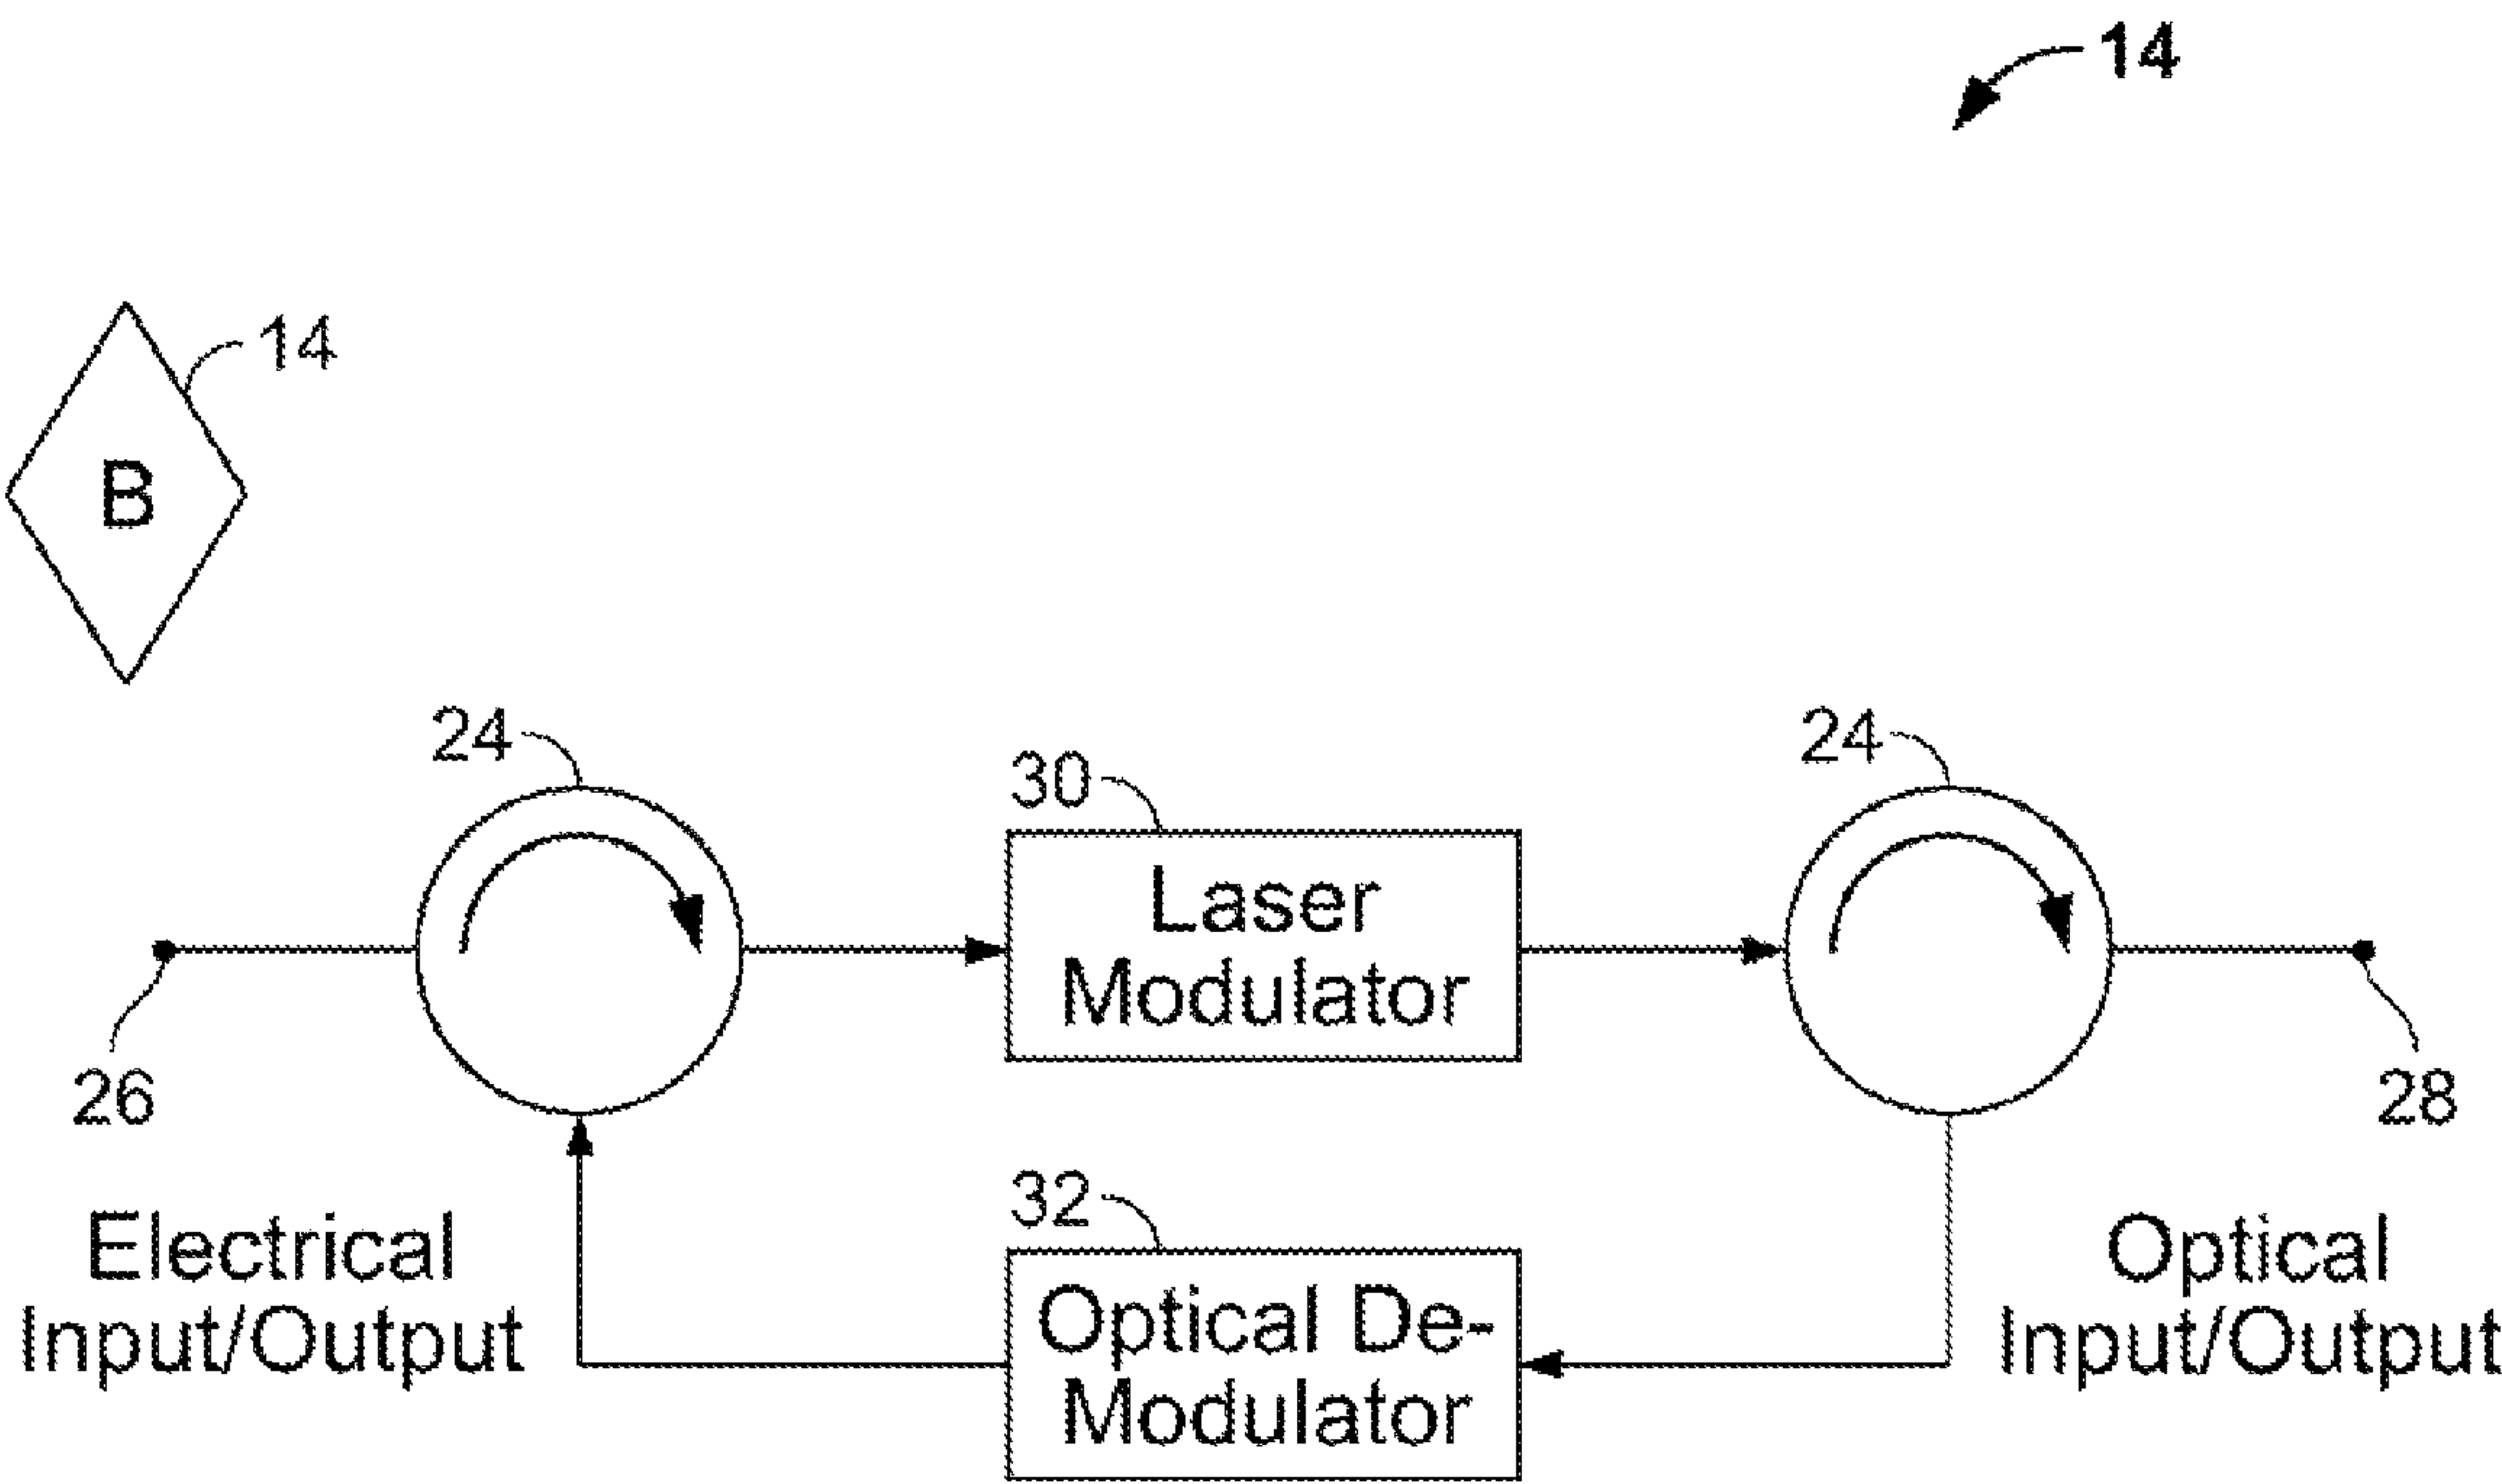 14
14
B
24
24
30
Laser
Modulator
26
28
32
Electrical
Input/Output
Optical De-
Modulator
Optical
Input/Output